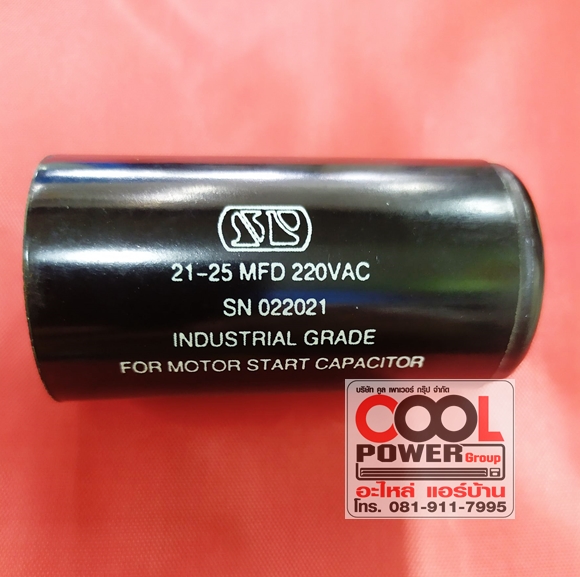 SP
21-25 MFD 220VAC
SN 022021
INDUSTRIAL GRADE
FOR MOTOR START CAPACITOR
บริษัท คูล เพาเวอร์ กรุ๊ป จำกัด
COOL
POWER Group
อะไหล่ แอร์บ้าน
โทร. 081-911-7995